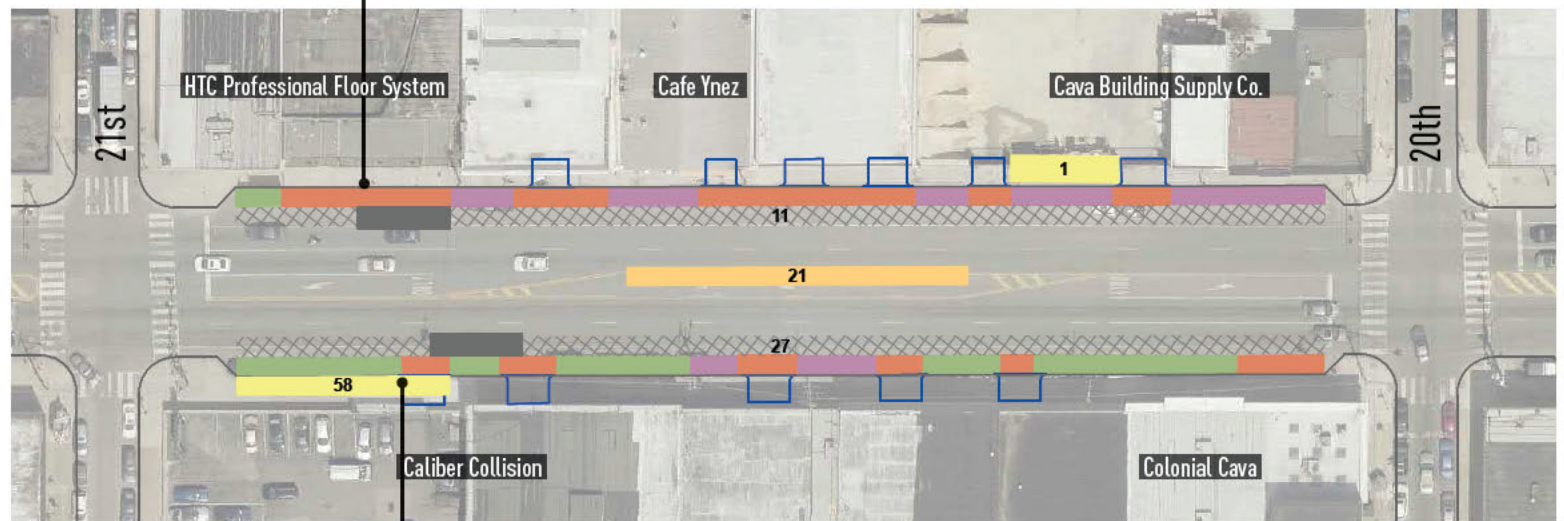 HTC Professional Floor System
Cafe Ynez
Cava Building Supply Co.
21st
20th
1
11
21
27
58
Caliber Collision
Colonial Cava